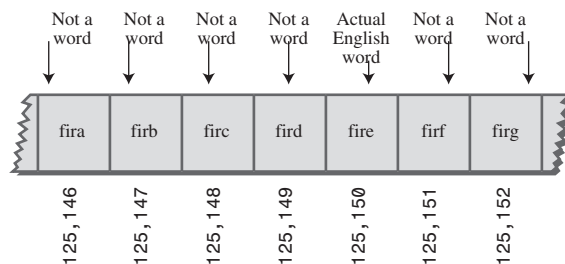 Not a word
Not a word
Not a word
Not a word
Actual English word
Not a word
Not a word
fira
firb
firc
fird
fire
firf
firg
125,146
125,147
125,148
125,149
125,150
125,151
125,152